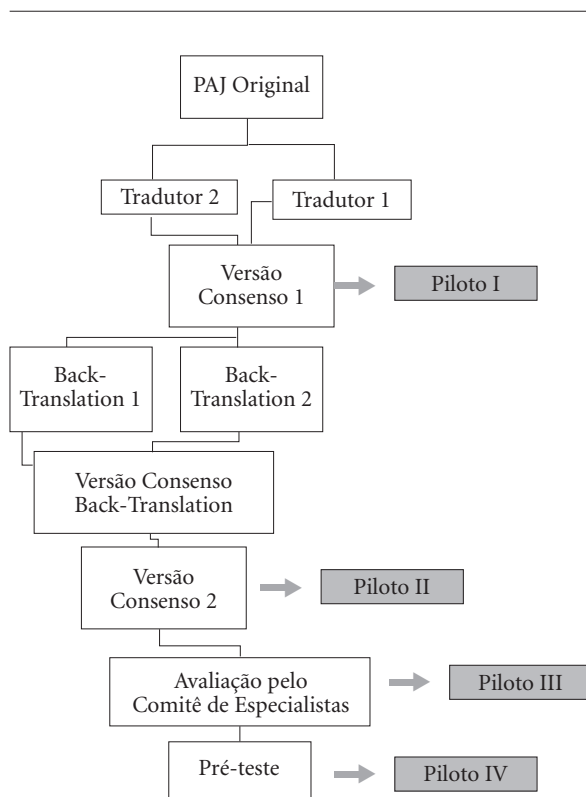 PAJ Original
Tradutor 2
Tradutor 1
Versão
Consenso 1
Piloto I
Back-
Translation 1
Back-
Translation 2
Versão Consenso
Back-Translation
Versão
Consenso 2
Piloto II
Avaliação pelo
Comitê de Especialistas
Piloto III
Pré-teste
Piloto IV